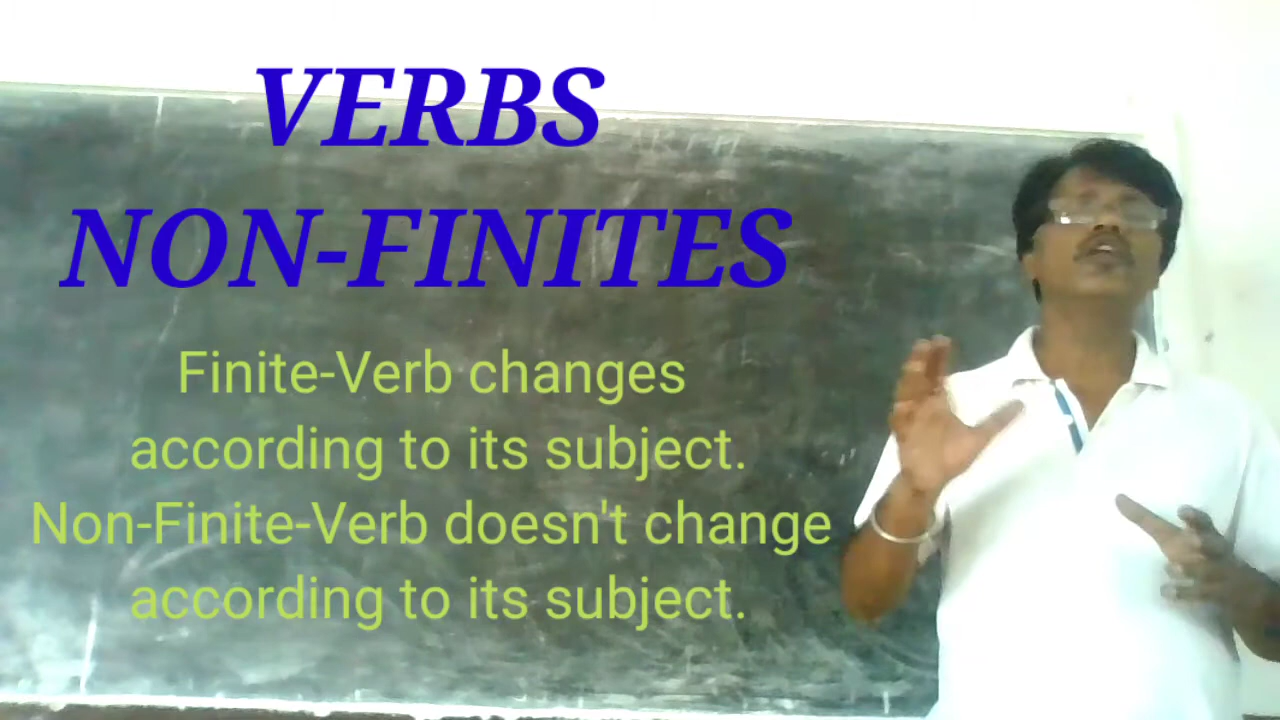 VERBS
NON-FINITES
Finite-Verb changes
according to its subject.
Non-Finite-Verb doesn't change
according to its subject.